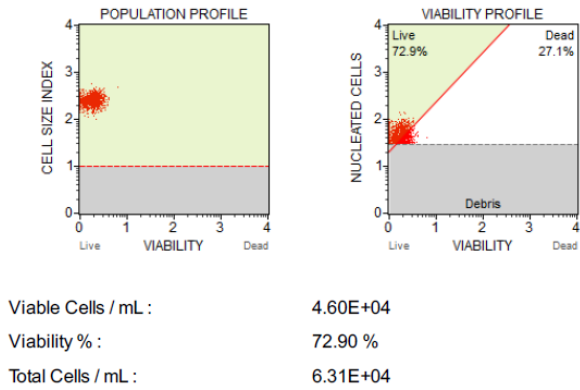 POPULATION PROFILE
CELL SIZE INDEX
4
3
2
1
0
0 1 2 3 4
Live VIABILITY Dead
VIABILITY PROFILE
NUCLEATED CELLS
4
3
2
1
0
Live
72.9%
Dead
27.1%
Debris
0 1 2 3 4
Live VIABILITY Dead
Viable Cells / mL : 4.60E+04
Viability % : 72.90 %
Total Cells / mL : 6.31E+04